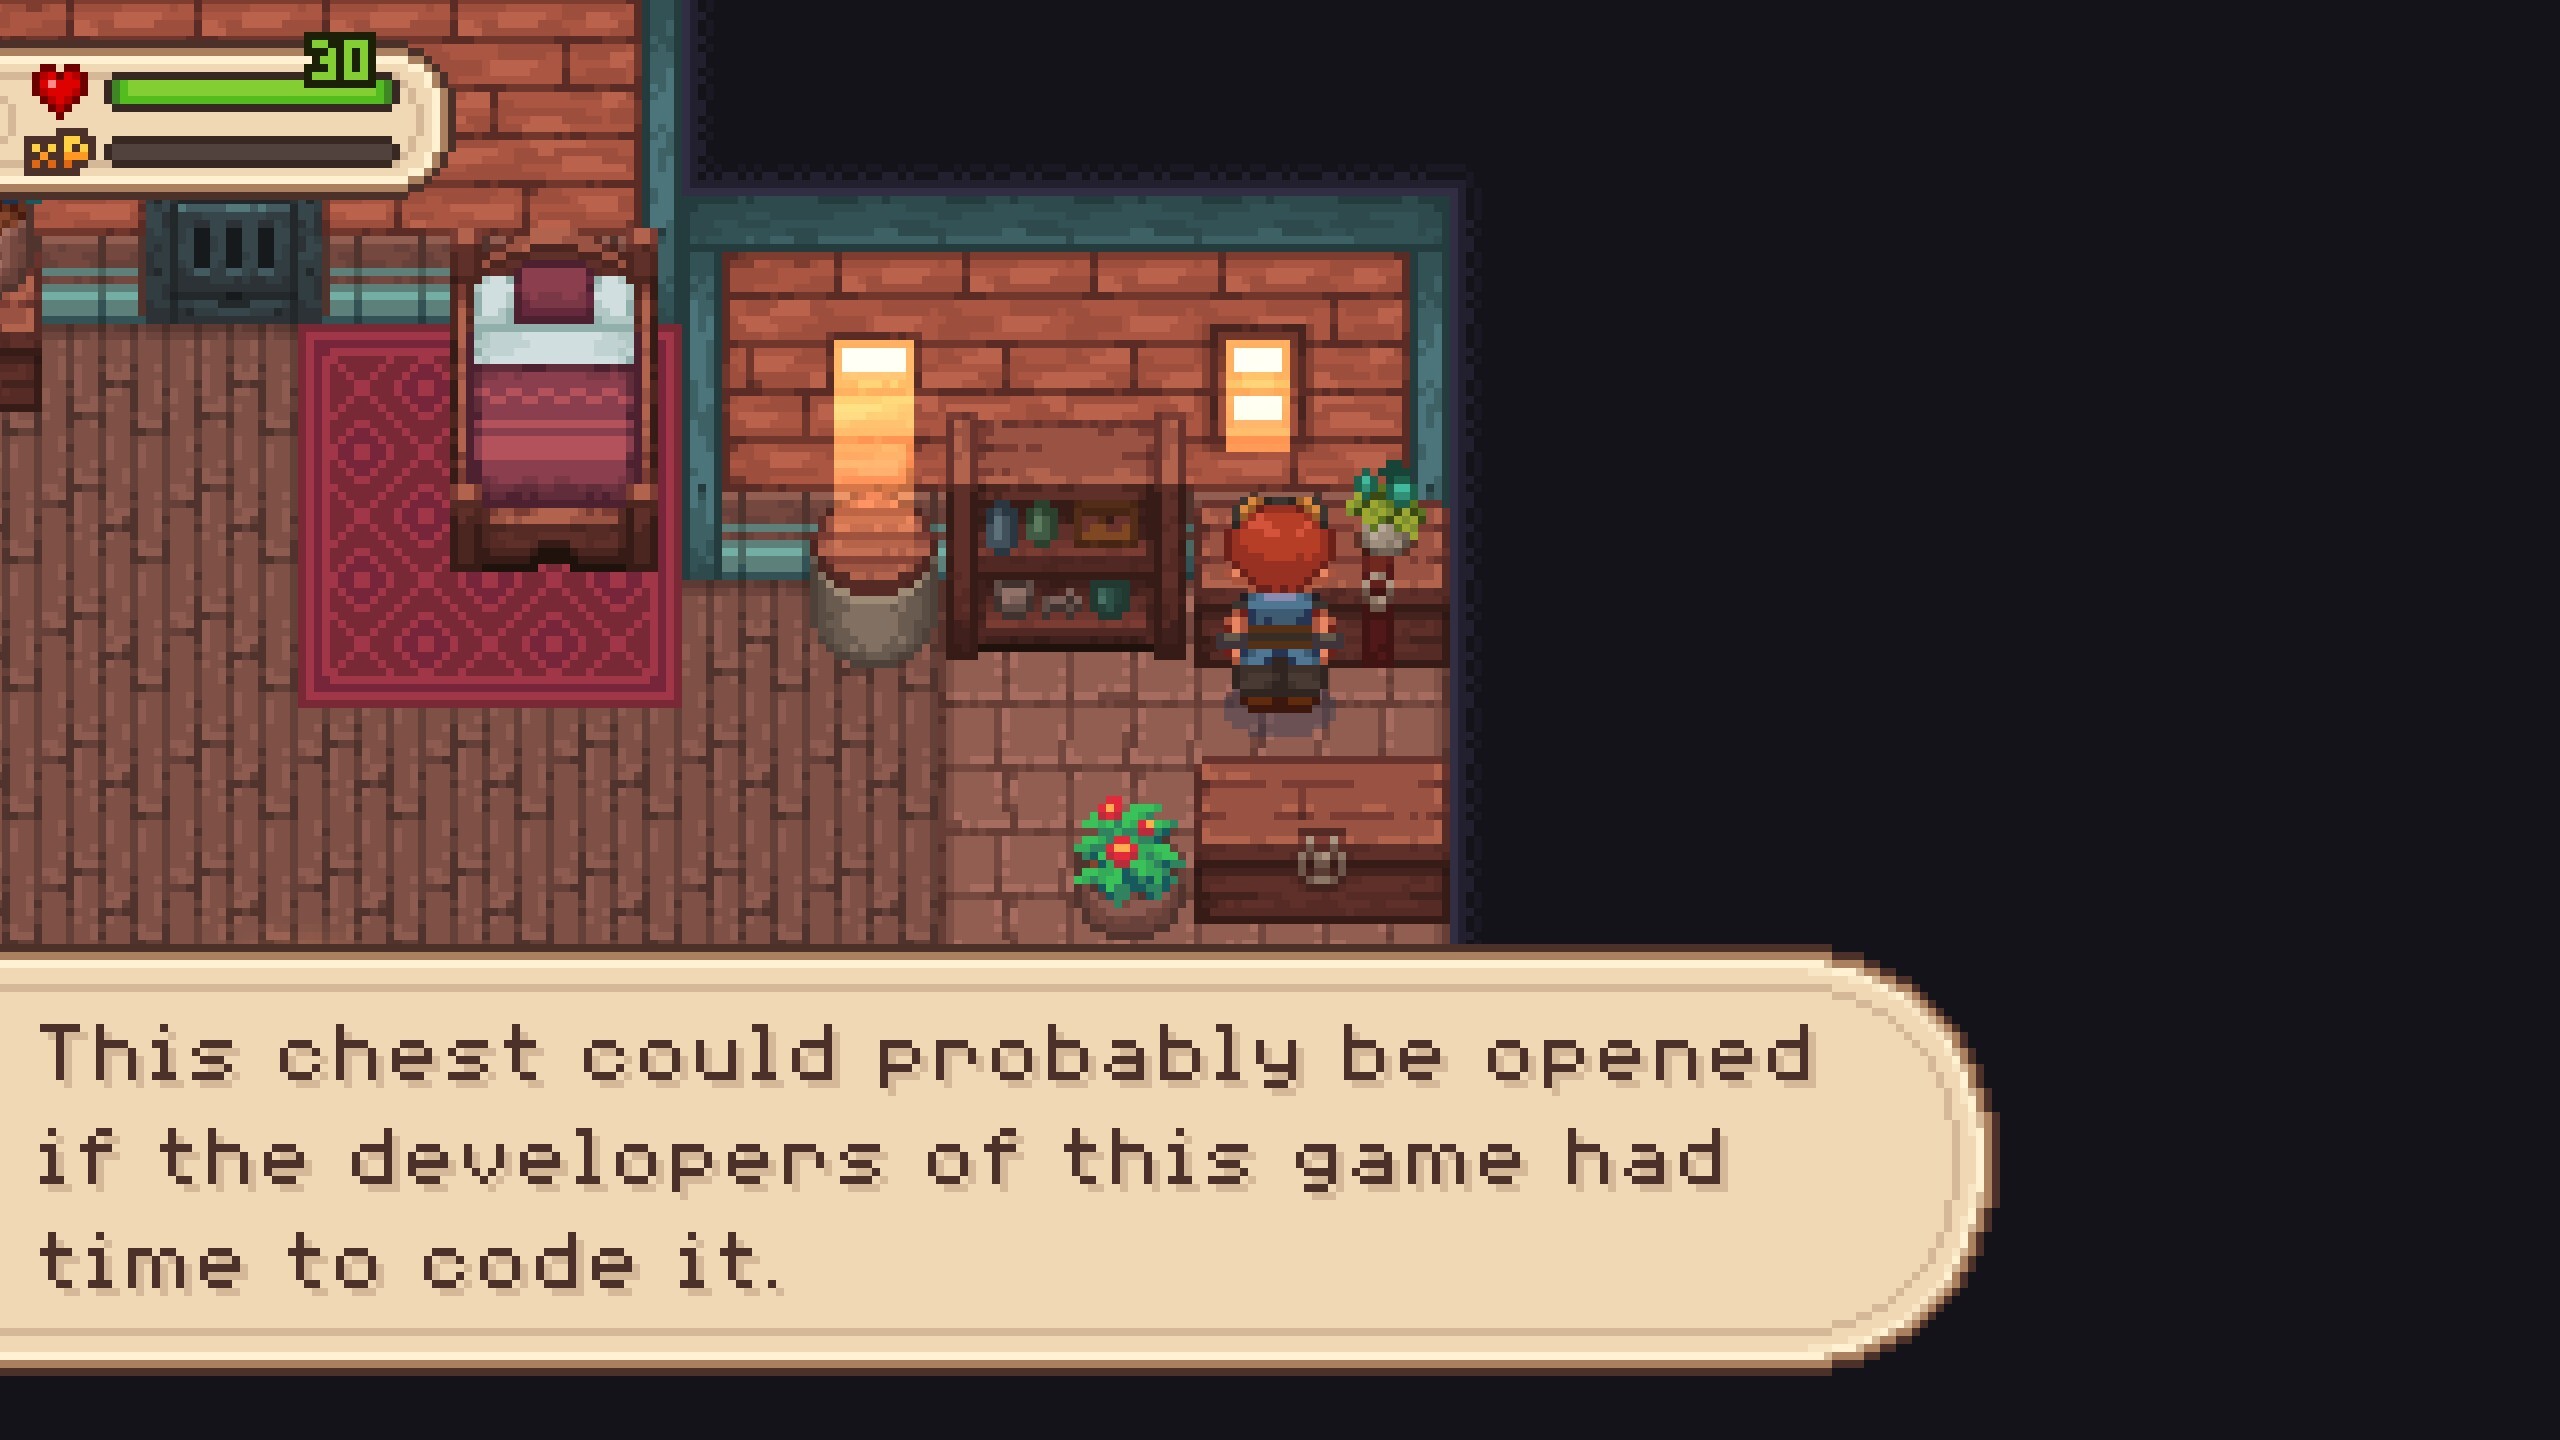 30
XP
This chest could probably be opened
if the developers of this game had
time to code it.